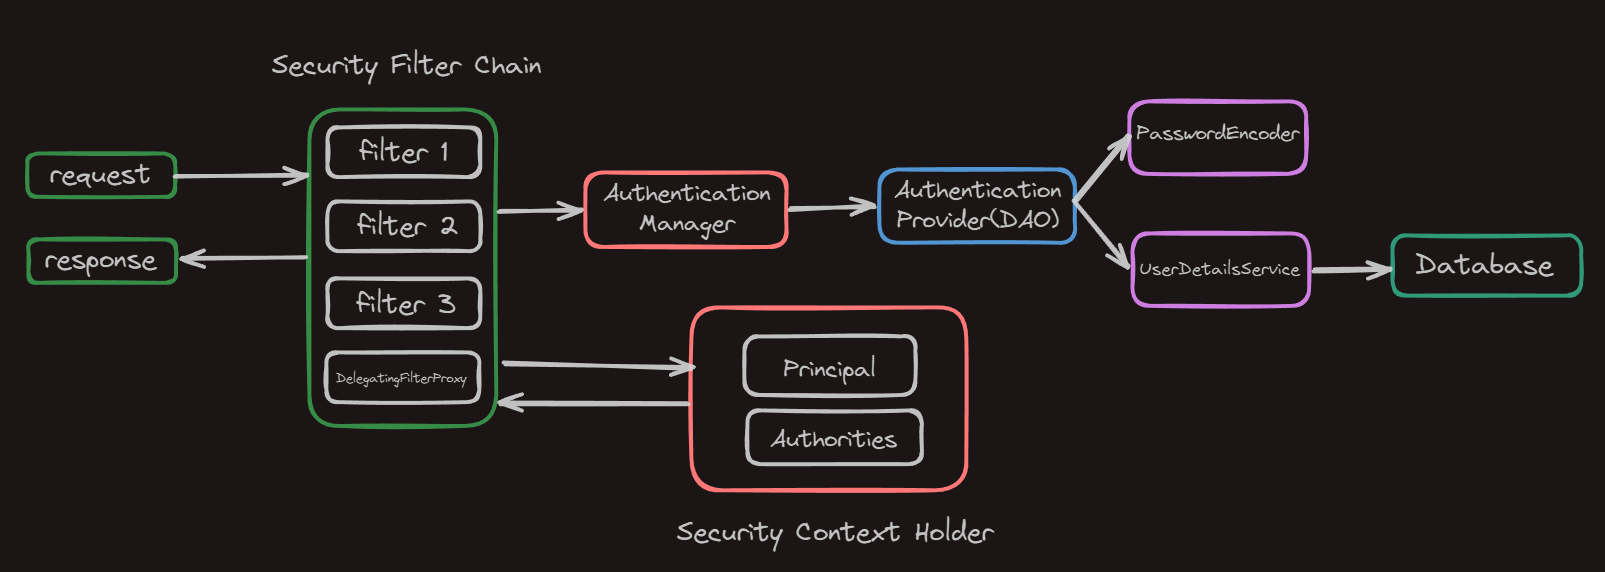 Security Filter Chain
request
response
filter 1
filter 2
filter 3
DelegatingFilterProxy
Authentication
Manager
Authentication
Provider(DAO)
PasswordEncoder
UserDetailsService
Database
Principal
Authorities
Security Context Holder